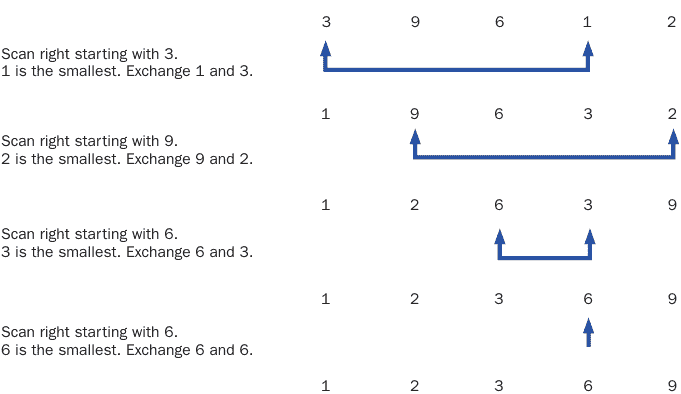 3 9 6 1 2
Scan right starting with 3.
1 is the smallest. Exchange 1 and 3.
1 9 6 3 2
Scan right starting with 9.
2 is the smallest. Exchange 9 and 2.
1 2 6 3 9
Scan right starting with 6.
3 is the smallest. Exchange 6 and 3.
1 2 3 6 9
Scan right starting with 6.
6 is the smallest. Exchange 6 and 6.
1 2 3 6 9